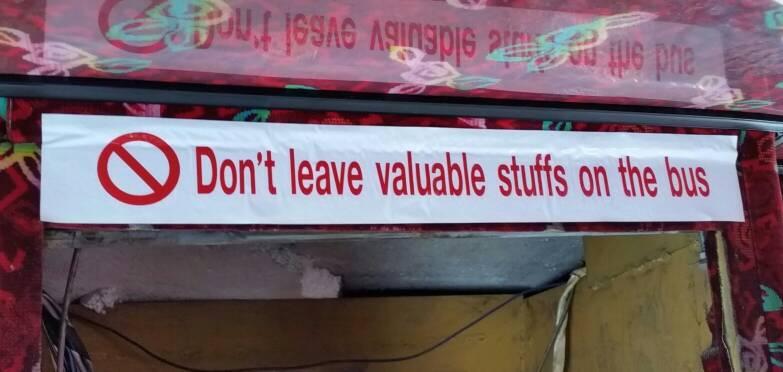 Don't leave valuable stuffs on the bus